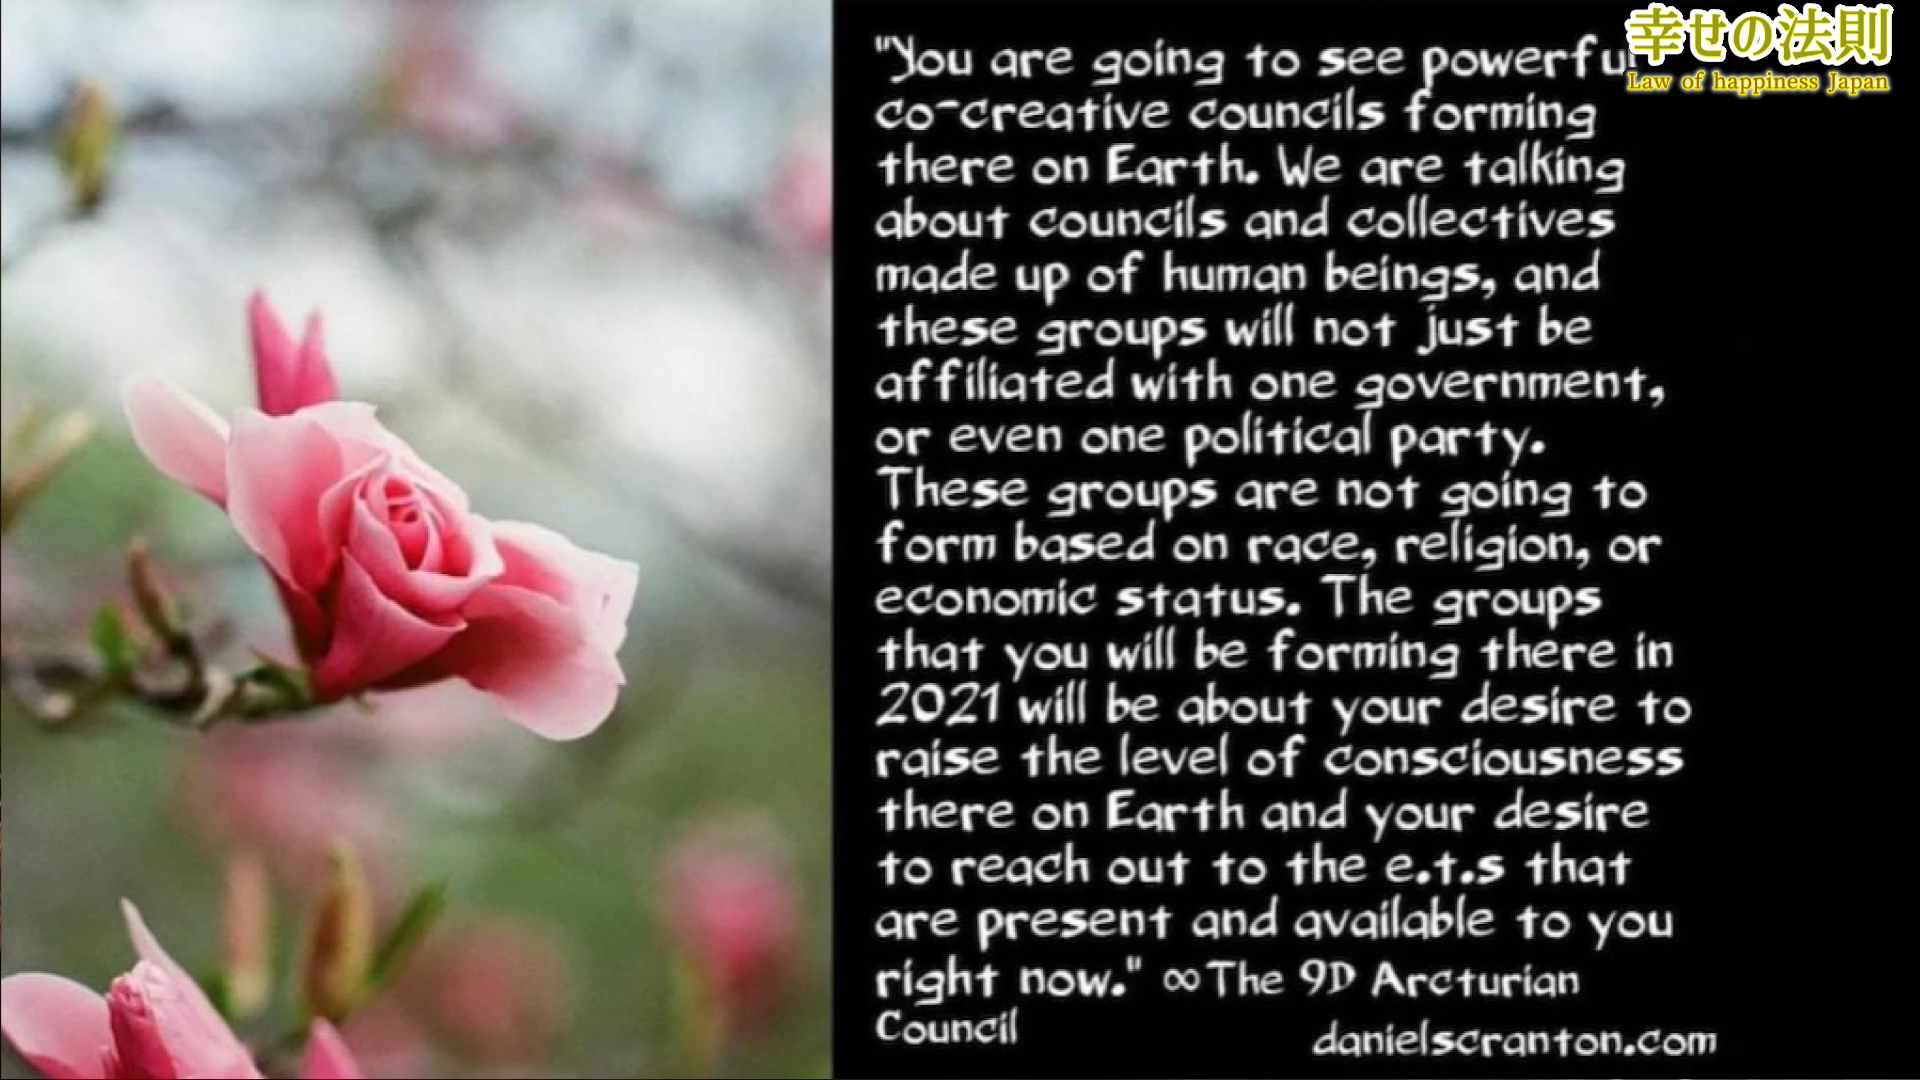 幸せの法則
Law of happiness Japan
"You are going to see powerful
co-creative councils forming
there on Earth. We are talking
about councils and collectives
made up of human beings, and
these groups will not just be
affiliated with one government,
or even one political party.
These groups are not going to
form based on race, religion, or
economic status. The groups
that you will be forming there in
2021 will be about your desire to
raise the level of consciousness
there on Earth and your desire
to reach out to the e.t.s that
are present and available to you
right now." ∞The 9D Arcturian
Council
danielscranton.com